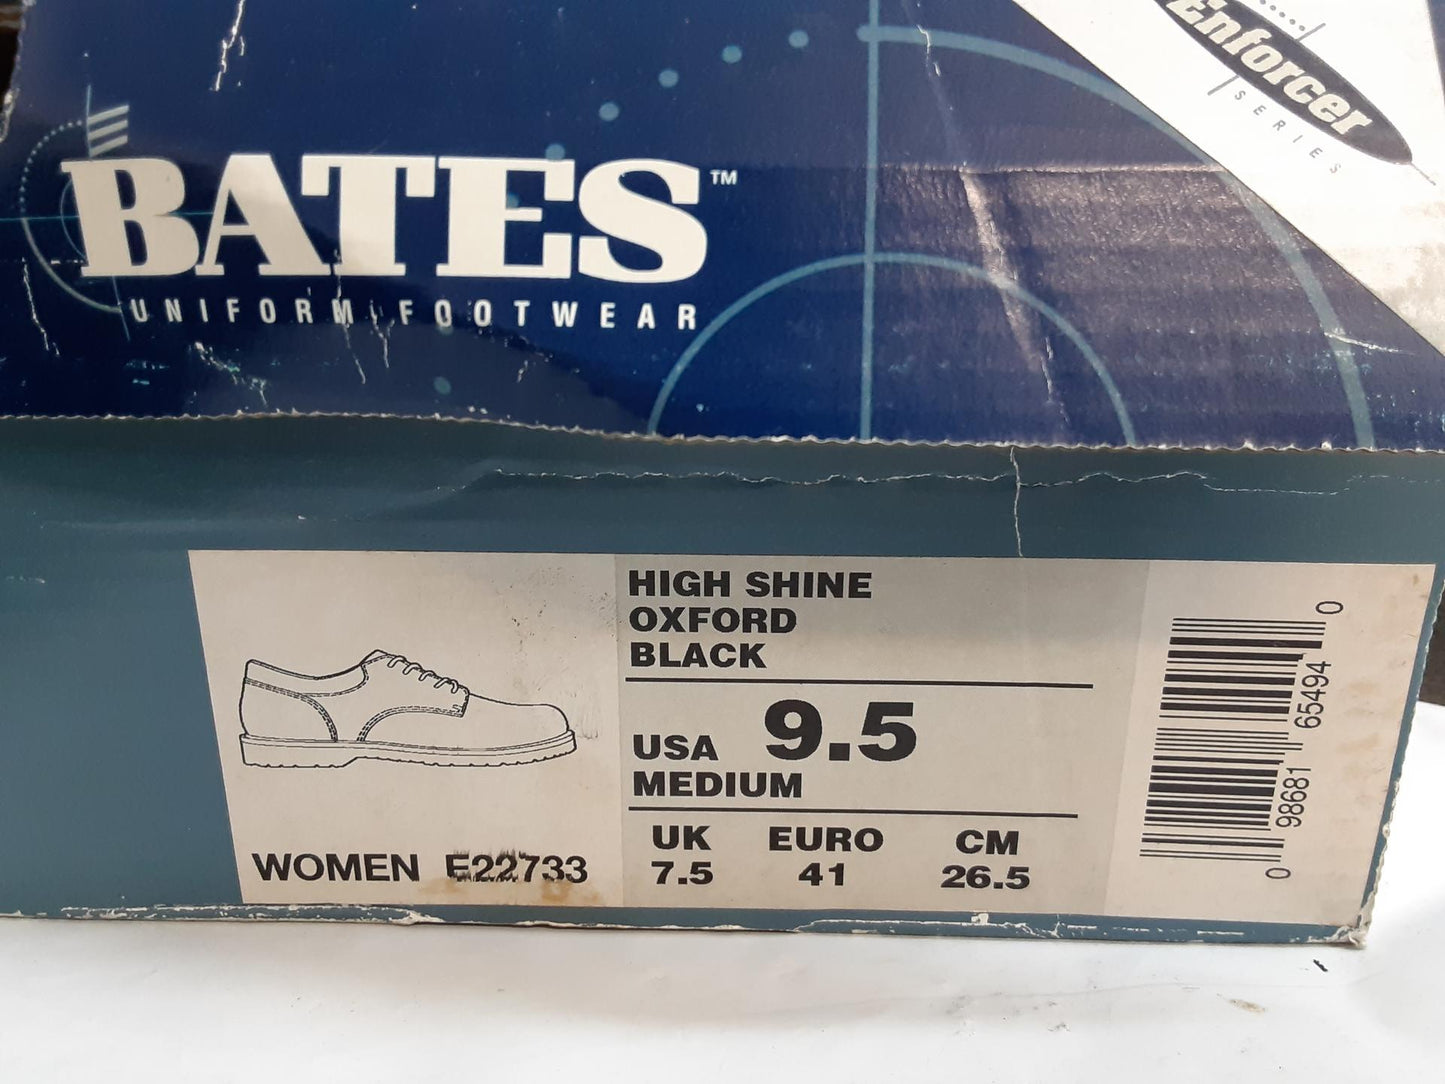 Enforcer
SERIES
BATES™
UNIFORM FOOTWEAR
HIGH SHINE
OXFORD
BLACK
USA 9.5
MEDIUM
UK EURO CM
7.5 41 26.5
WOMEN E22733
0 98681 65494 0